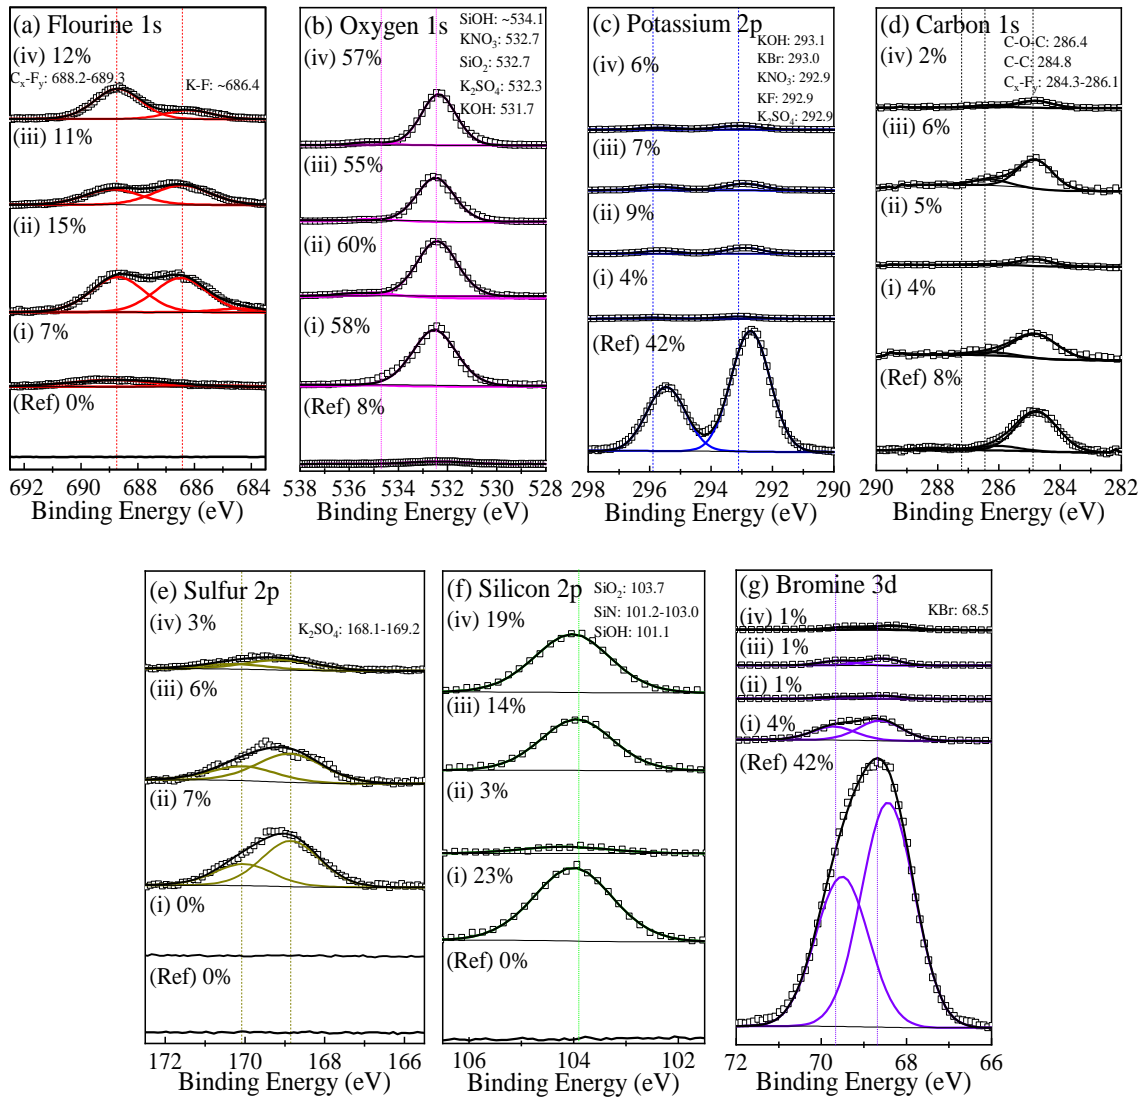 (a) Flourine 1s
(iv) 12%
Cₓ-Fᵧ: 688.2-689.3
K-F: ~686.4
(iii) 11%
(ii) 15%
(i) 7%
(Ref) 0%
692 690 688 686 684
Binding Energy (eV)
(b) Oxygen 1s
SiOH: ~534.1
KNO₃: 532.7
SiO₂: 532.7
K₂SO₄: 532.3
KOH: 531.7
(iv) 57%
(iii) 55%
(ii) 60%
(i) 58%
(Ref) 8%
538 536 534 532 530 528
Binding Energy (eV)
(c) Potassium 2p
KOH: 293.1
KBr: 293.0
KNO₃: 292.9
KF: 292.9
K₂SO₄: 292.9
(iv) 6%
(iii) 7%
(ii) 9%
(i) 4%
(Ref) 42%
298 296 294 292 290
Binding Energy (eV)
(d) Carbon 1s
(iv) 2%
C-O-C: 286.4
C-C: 284.8
Cₓ-Fᵧ: 284.3-286.1
(iii) 6%
(ii) 5%
(i) 4%
(Ref) 8%
290 288 286 284 282
Binding Energy (eV)
(e) Sulfur 2p
(iv) 3%
K₂SO₄: 168.1-169.2
(iii) 6%
(ii) 7%
(i) 0%
(Ref) 0%
172 170 168 166
Binding Energy (eV)
(f) Silicon 2p
SiO₂: 103.7
SiN: 101.2-103.0
SiOH: 101.1
(iv) 19%
(iii) 14%
(ii) 3%
(i) 23%
(Ref) 0%
106 104 102
Binding Energy (eV)
(g) Bromine 3d
KBr: 68.5
(iv) 1%
(iii) 1%
(ii) 1%
(i) 4%
(Ref) 42%
72 70 68 66
Binding Energy (eV)